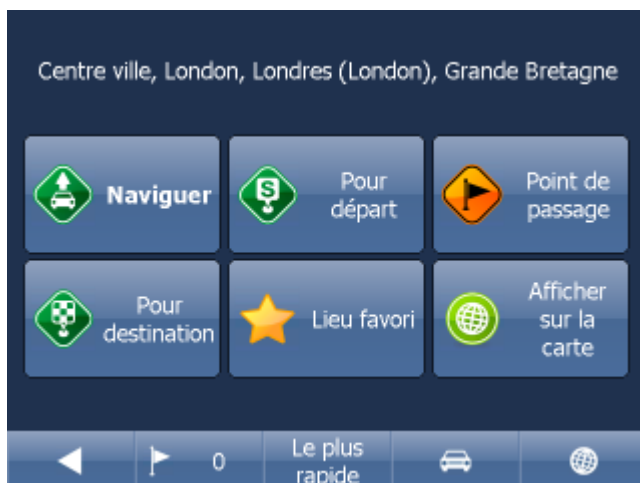 Centre ville, London, Londres (London), Grande Bretagne
Naviguer
Pour
départ
Point de
passage
Pour
destination
Lieu favori
Afficher
sur la
carte
0
Le plus
rapide